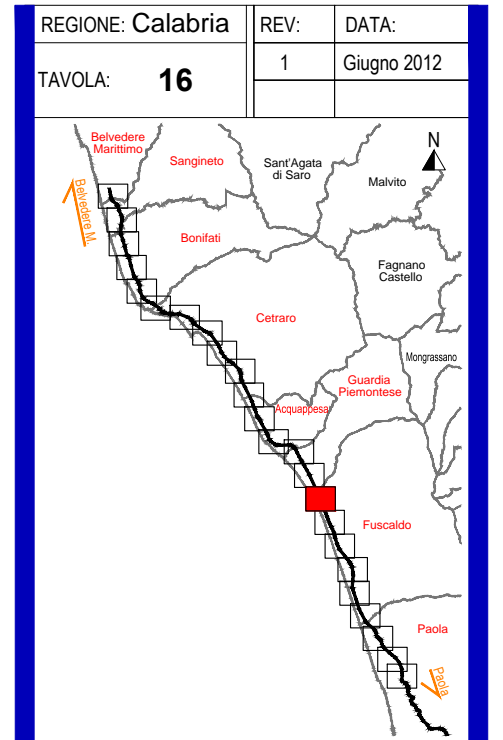 REGIONE: Calabria
REV:
DATA:
TAVOLA: 16
1
Giugno 2012
Belvedere
Marittimo
Sangineto
Sant'Agata
di Saro
Malvito
N
Belvedere M.
Bonifati
Fagnano
Castello
Cetraro
Mongrassano
Guardia
Piemontese
Acquappesa
Fuscaldo
Paola
Paola